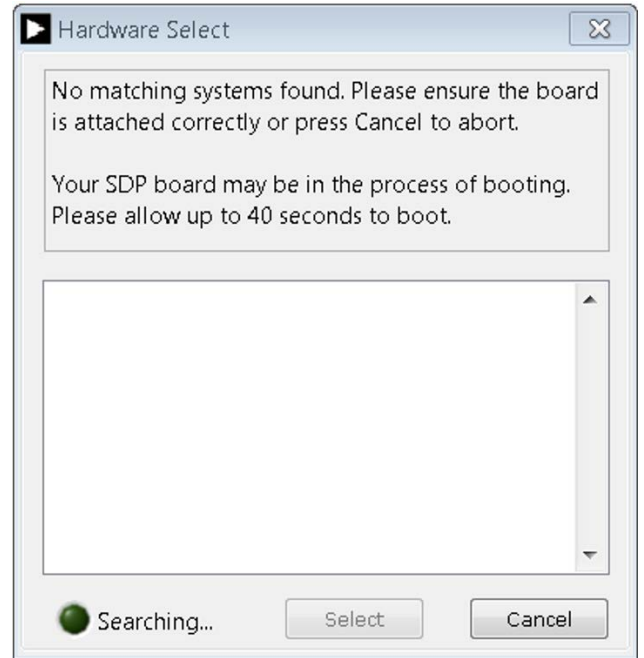 Hardware Select
No matching systems found. Please ensure the board
is attached correctly or press Cancel to abort.
Your SDP board may be in the process of booting.
Please allow up to 40 seconds to boot.
Searching...
Select
Cancel